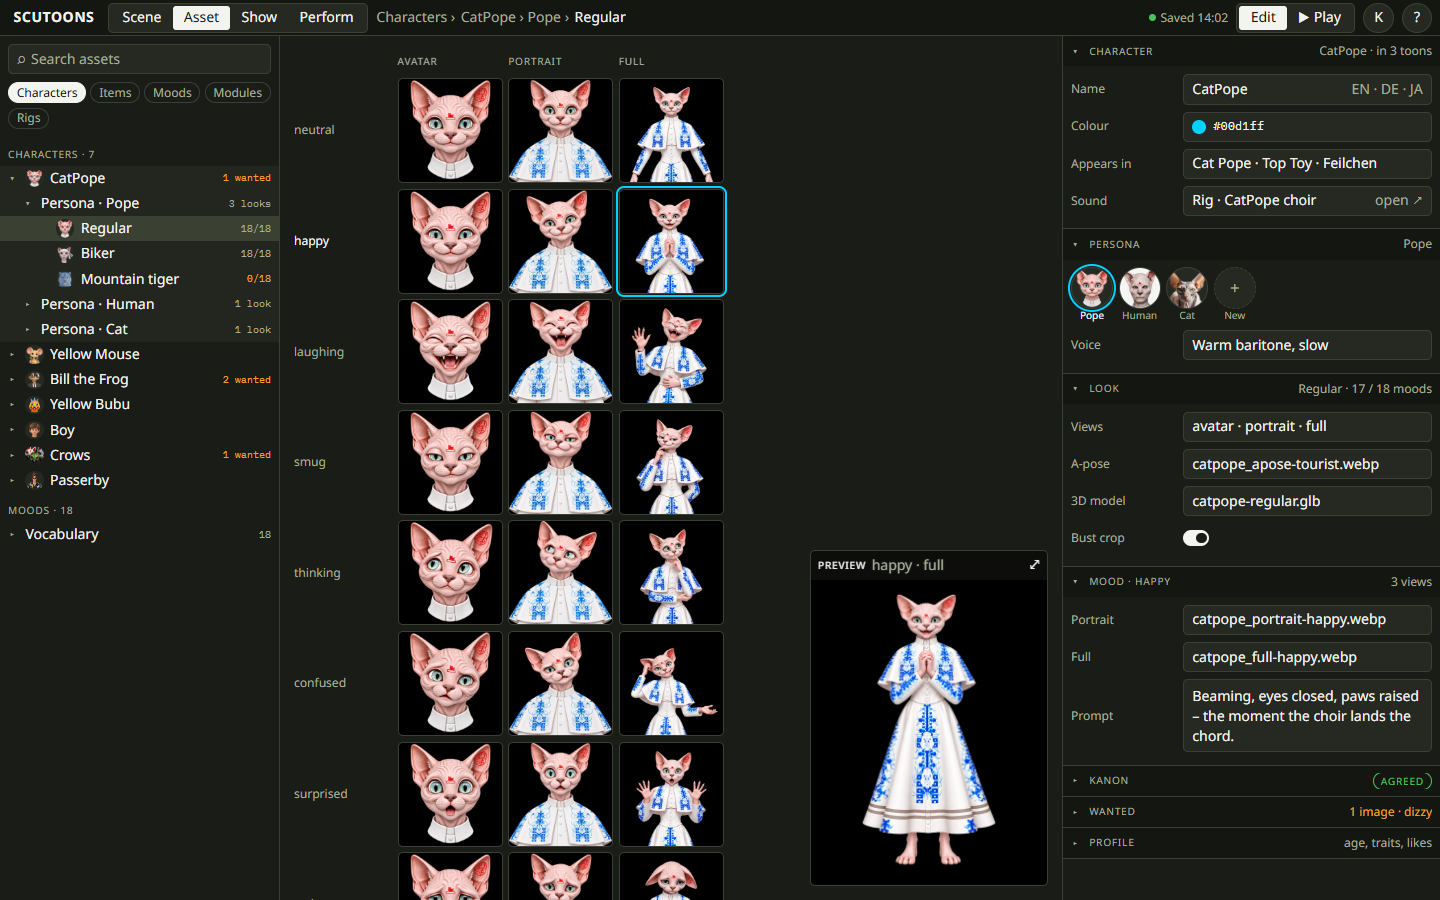 SCUTOONS Scene Asset Show Perform Characters › CatPope › Pope › Regular Saved 14:02 Edit ▶ Play K ?
Search assets
Characters Items Moods Modules
Rigs
CHARACTERS · 7
CatPope 1 wanted
Persona · Pope 3 looks
Regular 18/18
Biker 18/18
Mountain tiger 0/18
Persona · Human 1 look
Persona · Cat 1 look
Yellow Mouse
Bill the Frog 2 wanted
Yellow Bubu
Boy
Crows 1 wanted
Passerby
MOODS · 18
Vocabulary 18
AVATAR PORTRAIT FULL
neutral
happy
laughing
smug
thinking
confused
surprised
PREVIEW happy · full
CHARACTER CatPope · in 3 toons
Name CatPope EN · DE · JA
Colour #00d1ff
Appears in Cat Pope · Top Toy · Feilchen
Sound Rig · CatPope choir open ↗
PERSONA Pope
Pope Human Cat + New
Voice Warm baritone, slow
LOOK Regular · 17 / 18 moods
Views avatar · portrait · full
A-pose catpope_apose-tourist.webp
3D model catpope-regular.glb
Bust crop
MOOD · HAPPY 3 views
Portrait catpope_portrait-happy.webp
Full catpope_full-happy.webp
Prompt Beaming, eyes closed, paws raised
– the moment the choir lands the
chord.
KANON AGREED
WANTED 1 image · dizzy
PROFILE age, traits, likes